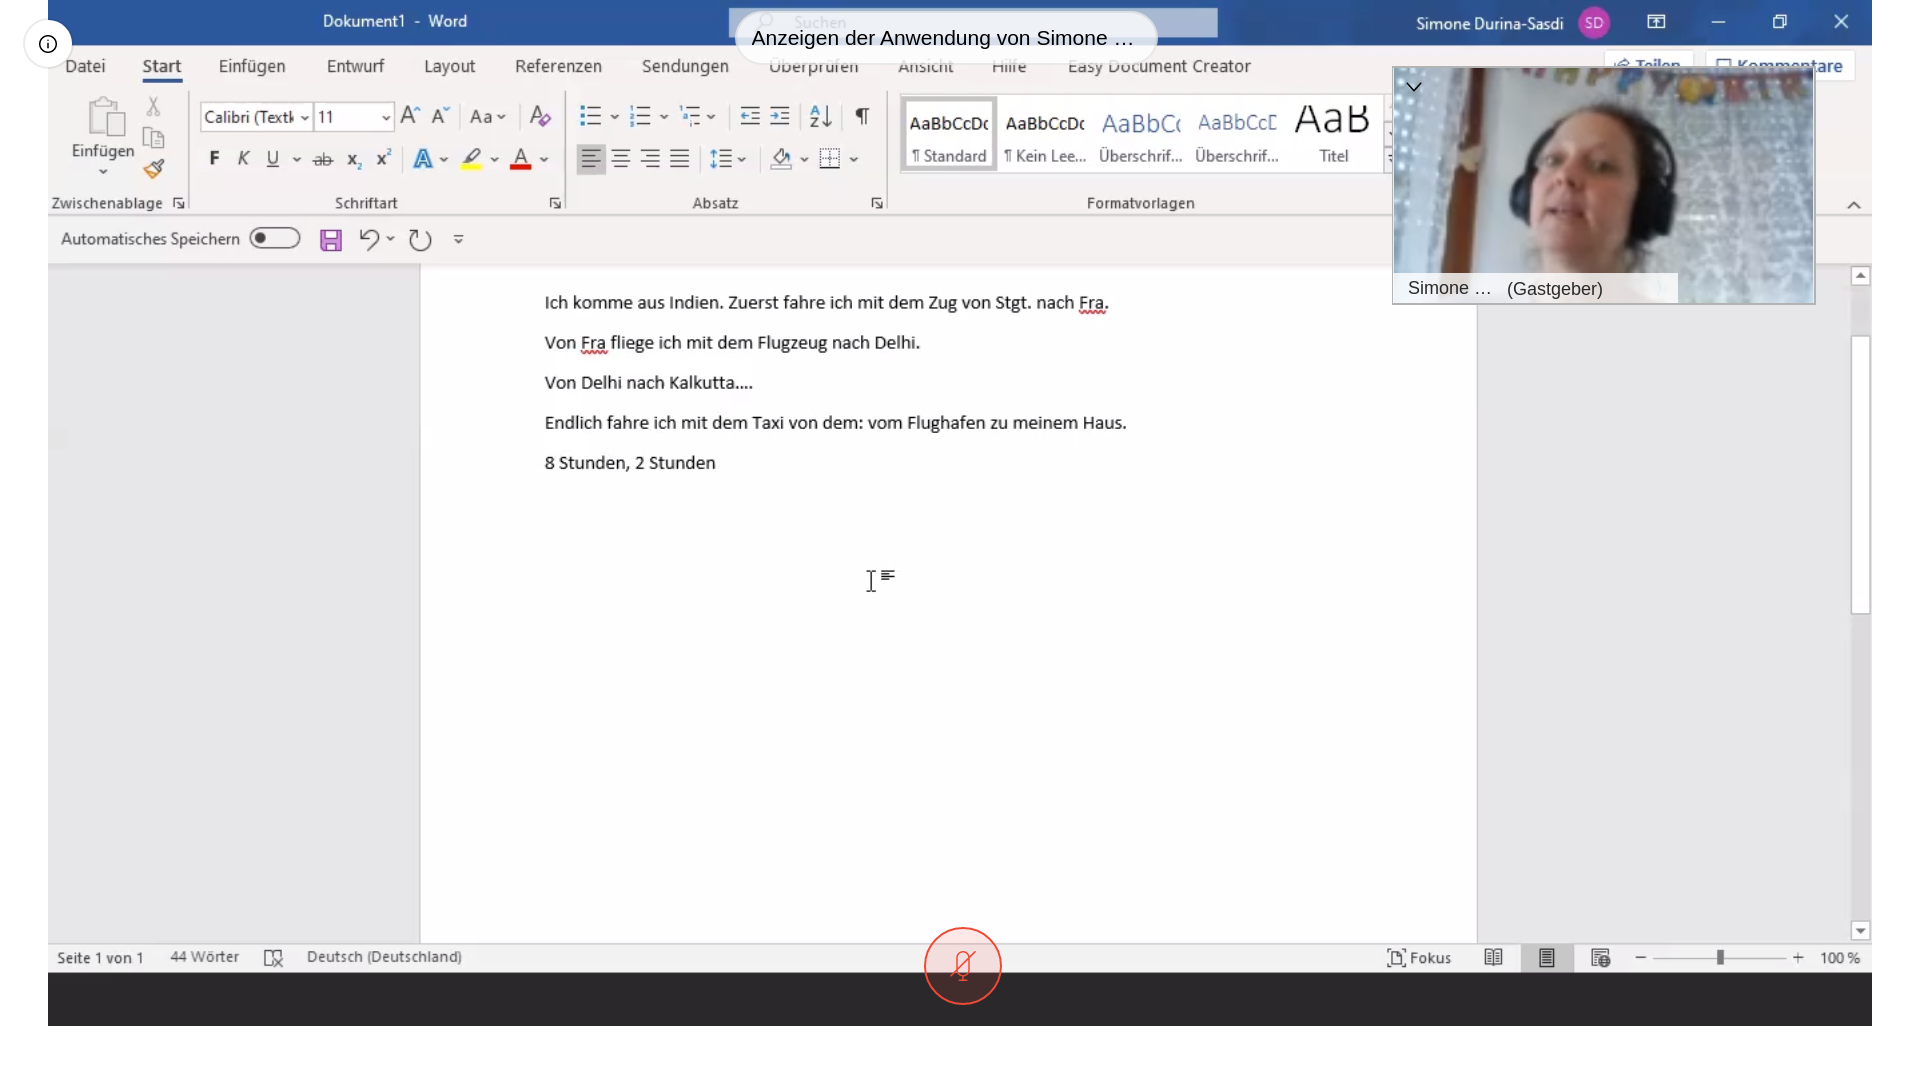 Dokument1 - Word
Suchen
Simone Durina-Sasdi
SD
Anzeigen der Anwendung von Simone …
Datei Start Einfügen Entwurf Layout Referenzen Sendungen Überprüfen Ansicht Hilfe Easy Document Creator
Teilen Kommentare
Einfügen
Calibri (Textk 11
Aa
F K U ab x₂ x²
AaBbCcDc AaBbCcDc AaBbCc AaBbCcD AaB
¶ Standard ¶ Kein Lee... Überschrif... Überschrif... Titel
Zwischenablage Schriftart Absatz Formatvorlagen
Automatisches Speichern
Simone … (Gastgeber)
Ich komme aus Indien. Zuerst fahre ich mit dem Zug von Stgt. nach Fra.
Von Fra fliege ich mit dem Flugzeug nach Delhi.
Von Delhi nach Kalkutta....
Endlich fahre ich mit dem Taxi von dem: vom Flughafen zu meinem Haus.
8 Stunden, 2 Stunden
Seite 1 von 1 44 Wörter Deutsch (Deutschland) Fokus 100 %